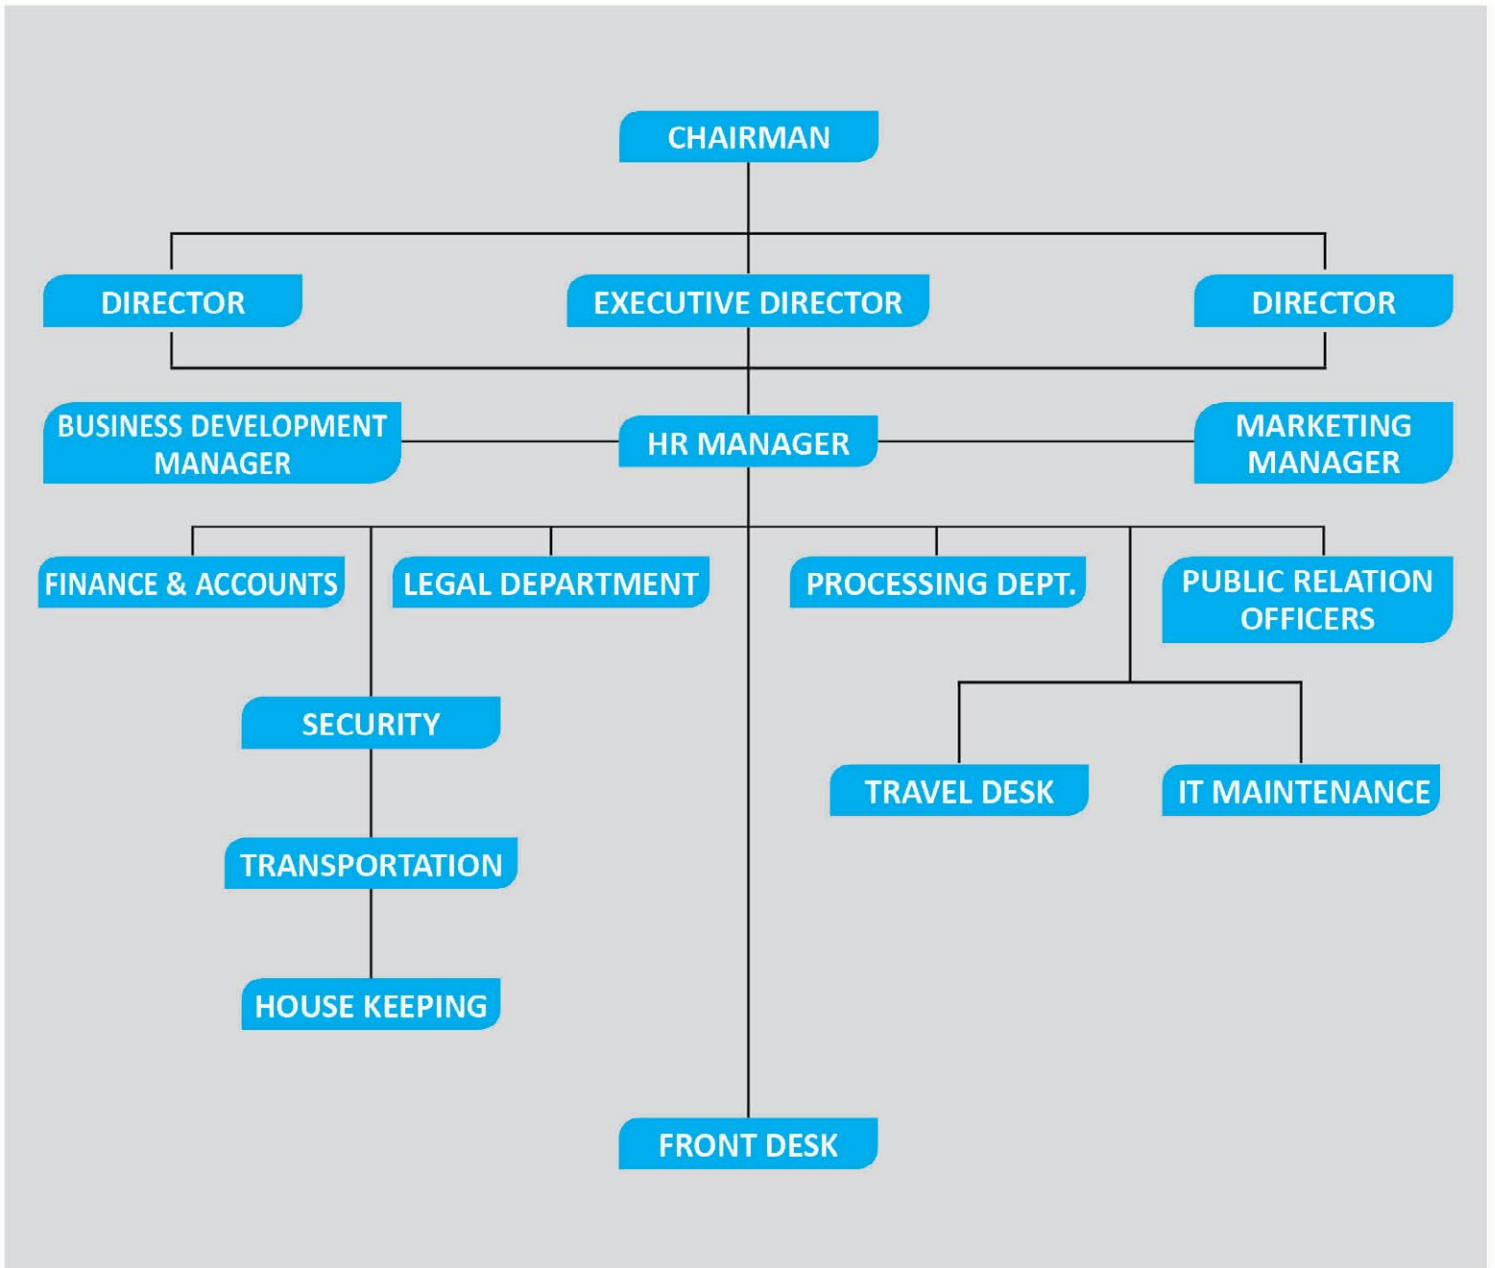 CHAIRMAN
DIRECTOR
EXECUTIVE DIRECTOR
DIRECTOR
BUSINESS DEVELOPMENT
MANAGER
HR MANAGER
MARKETING
MANAGER
FINANCE & ACCOUNTS
LEGAL DEPARTMENT
PROCESSING DEPT.
PUBLIC RELATION
OFFICERS
SECURITY
TRAVEL DESK
IT MAINTENANCE
TRANSPORTATION
HOUSE KEEPING
FRONT DESK